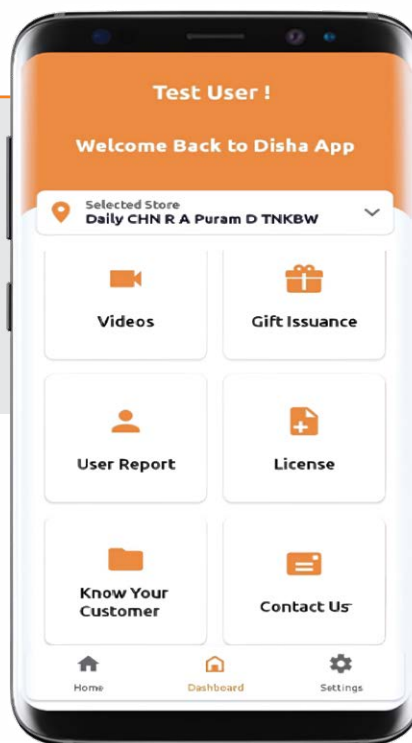 Test User !
Welcome Back to Disha App
Selected Store
Daily CHN R A Puram D TNKBW
Videos
Gift Issuance
User Report
License
Know Your
Customer
Contact Us
Home
Dashboard
Settings